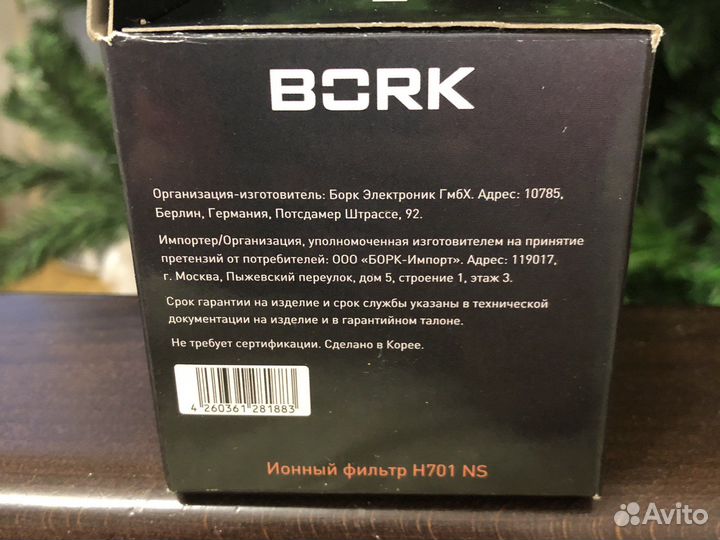 BORK
Организация-изготовитель: Борк Электроник ГмбХ. Адрес: 10785,
Берлин, Германия, Потсдамер Штрассе, 92.
Импортер/Организация, уполномоченная изготовителем на принятие
претензий от потребителей: ООО «БОРК-Импорт». Адрес: 119017,
г. Москва, Пыжевский переулок, дом 5, строение 1, этаж 3.
Срок гарантии на изделие и срок службы указаны в технической
документации на изделие и в гарантийном талоне.
Не требует сертификации. Сделано в Корее.
4 260361 281883
Ионный фильтр H701 NS
Avito